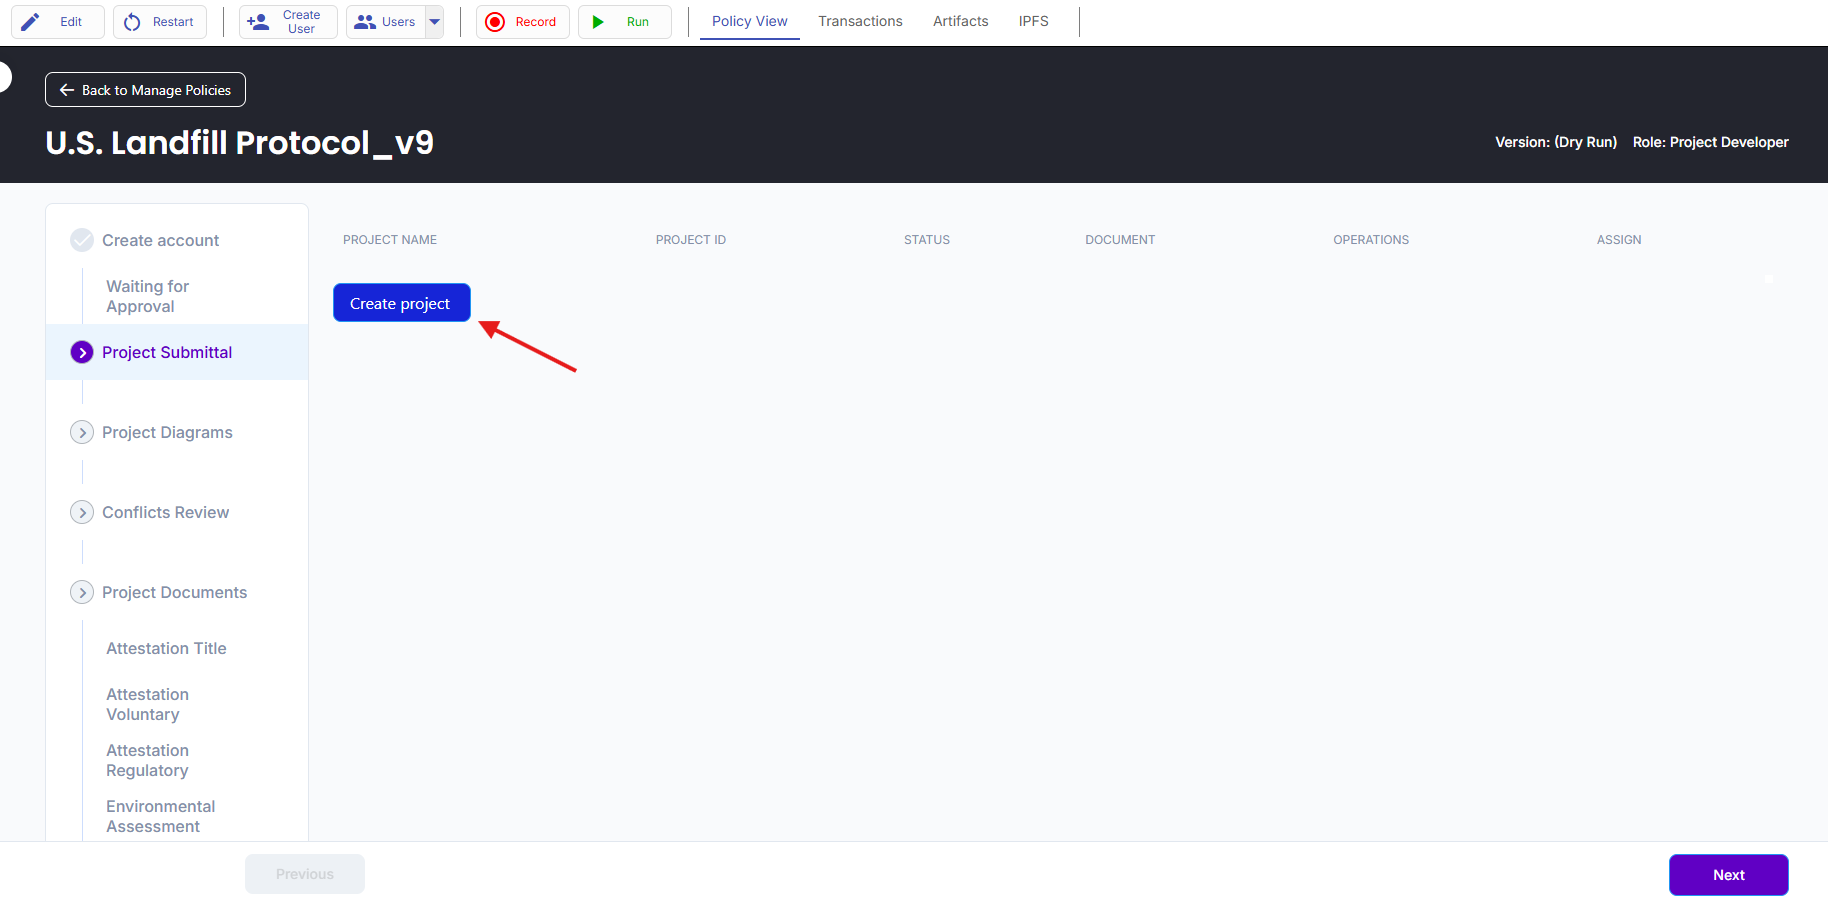 Edit
Restart
Create
User
Users
Record
Run
Policy View
Transactions
Artifacts
IPFS
Back to Manage Policies
U.S. Landfill Protocol_v9
Version: (Dry Run) Role: Project Developer
Create account
Waiting for
Approval
Project Submittal
Project Diagrams
Conflicts Review
Project Documents
Attestation Title
Attestation
Voluntary
Attestation
Regulatory
Environmental
Assessment
PROJECT NAME
PROJECT ID
STATUS
DOCUMENT
OPERATIONS
ASSIGN
Create project
Previous
Next